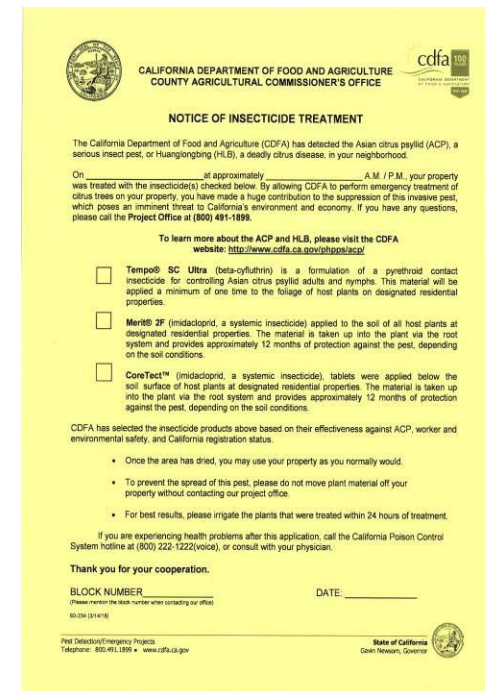 cdfa 100
CALIFORNIA DEPARTMENT
OF FOOD & AGRICULTURE
CALIFORNIA DEPARTMENT OF FOOD AND AGRICULTURE
COUNTY AGRICULTURAL COMMISSIONER'S OFFICE
NOTICE OF INSECTICIDE TREATMENT
The California Department of Food and Agriculture (CDFA) has detected the Asian citrus psyllid (ACP), a
serious insect pest, or Huanglongbing (HLB), a deadly citrus disease, in your neighborhood.
On ______ at approximately ______ A.M. / P.M., your property
was treated with the insecticide(s) checked below. By allowing CDFA to perform emergency treatment of
citrus trees on your property, you have made a huge contribution to the suppression of this invasive pest,
which poses an imminent threat to California's environment and economy. If you have any questions,
please call the Project Office at (800) 491-1899.
To learn more about the ACP and HLB, please visit the CDFA
website: http://www.cdfa.ca.gov/phpps/acp/
Tempo® SC Ultra (beta-cyfluthrin) is a formulation of a pyrethroid contact
insecticide for controlling Asian citrus psyllid adults and nymphs. This material will be
applied a minimum of one time to the foliage of host plants on designated residential
properties.
Merit® 2F (imidacloprid, a systemic insecticide) applied to the soil of all host plants at
designated residential properties. The material is taken up into the plant via the root
system and provides approximately 12 months of protection against the pest, depending
on the soil conditions.
CoreTect™ (imidacloprid, a systemic insecticide), tablets were applied below the
soil surface of host plants at designated residential properties. The material is taken up
into the plant via the root system and provides approximately 12 months of protection
against the pest, depending on the soil conditions.
CDFA has selected the insecticide products above based on their effectiveness against ACP, worker and
environmental safety, and California registration status.
• Once the area has dried, you may use your property as you normally would.
• To prevent the spread of this pest, please do not move plant material off your
property without contacting our project office.
• For best results, please irrigate the plants that were treated within 24 hours of treatment.
If you are experiencing health problems after this application, call the California Poison Control
System hotline at (800) 222-1222(voice), or consult with your physician.
Thank you for your cooperation.
BLOCK NUMBER______ DATE: ______
(Please mention the block number when contacting our office)
60-234 (3/14/18)
Pest Detection/Emergency Projects State of California
Telephone: 800.491.1899 • www.cdfa.ca.gov Gavin Newsom, Governor